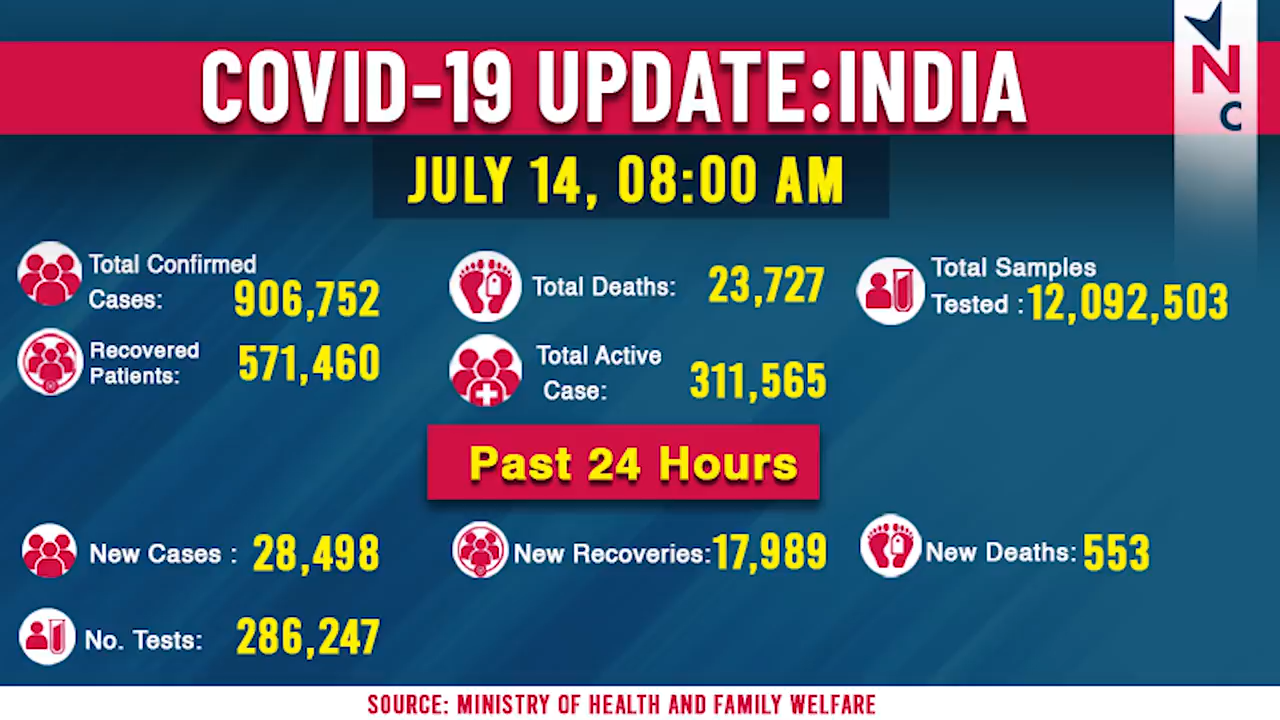 COVID-19 UPDATE:INDIA
N
C
JULY 14, 08:00 AM
Total Confirmed
Cases: 906,752
Total Deaths: 23,727
Total Samples
Tested :12,092,503
Recovered
Patients: 571,460
Total Active
Case: 311,565
Past 24 Hours
New Cases : 28,498
New Recoveries:17,989
New Deaths: 553
No. Tests: 286,247
SOURCE: MINISTRY OF HEALTH AND FAMILY WELFARE